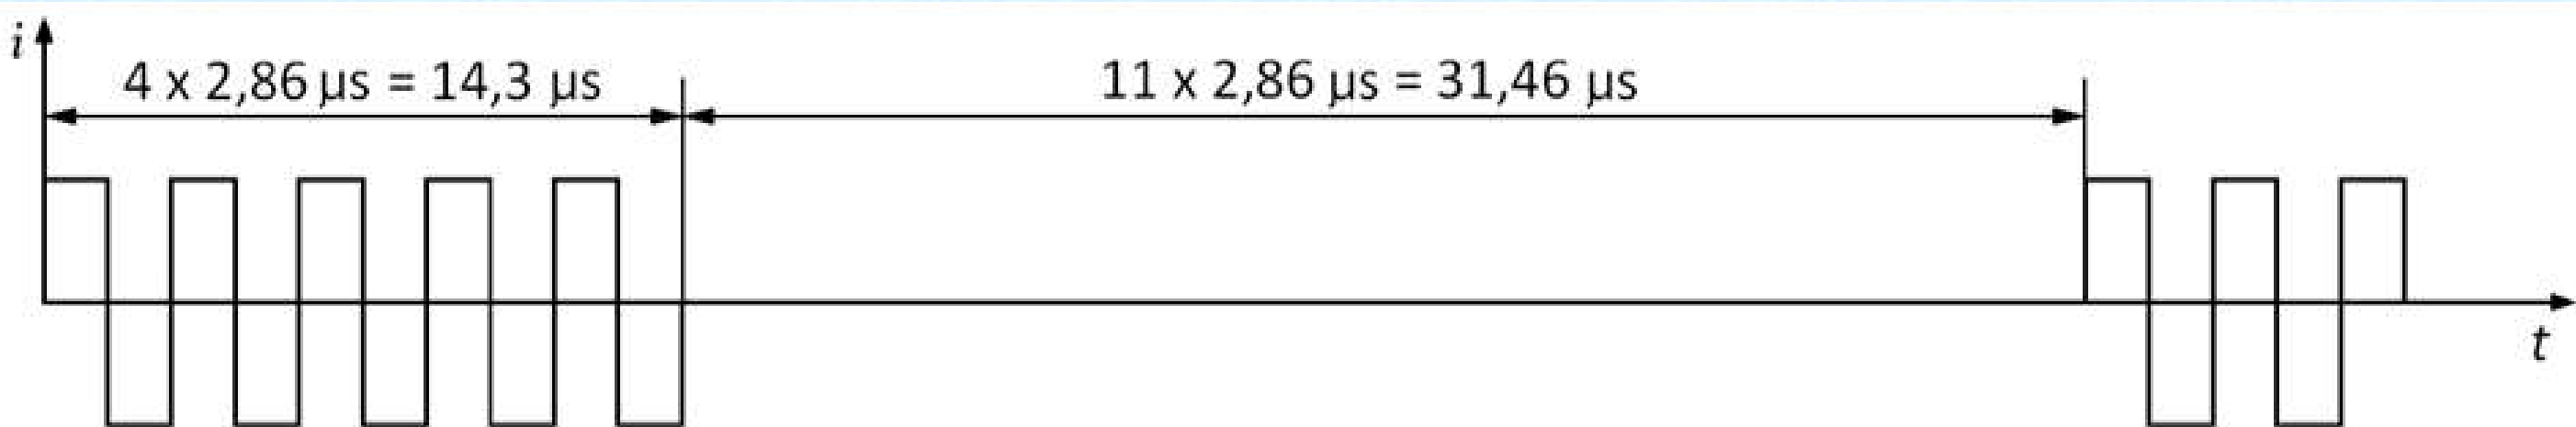 i
4 x 2,86 µs = 14,3 µs
11 x 2,86 µs = 31,46 µs
t